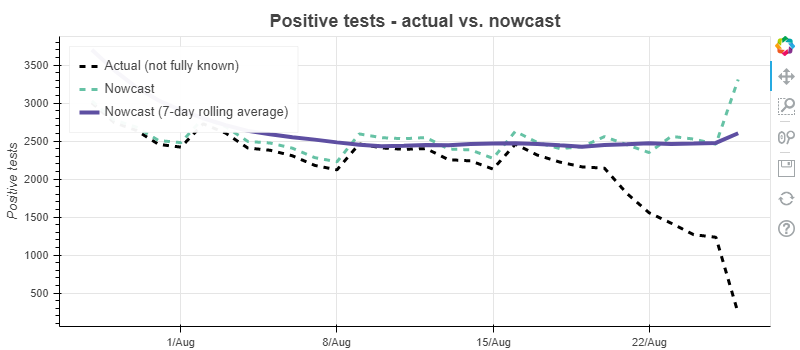 Positive tests - actual vs. nowcast
Actual (not fully known)
Nowcast
Nowcast (7-day rolling average)
Positive tests
3500
3000
2500
2000
1500
1000
500
1/Aug
8/Aug
15/Aug
22/Aug